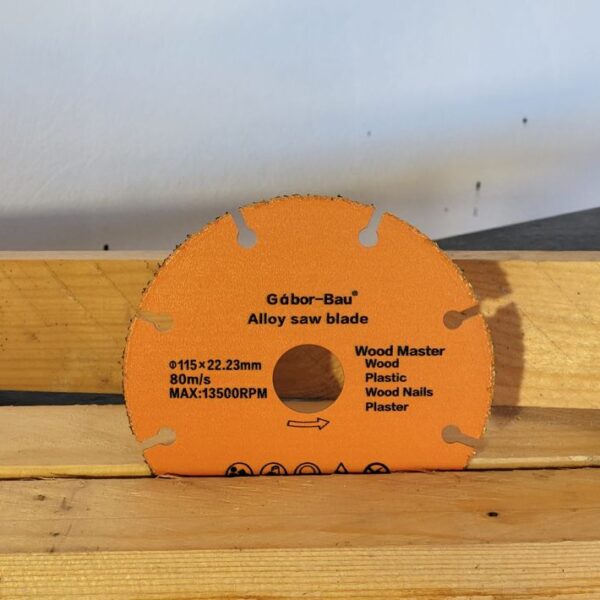 Gábor-Bau®
Alloy saw blade
Φ115×22.23mm
80m/s
MAX:13500RPM
Wood Master
Wood
Plastic
Wood Nails
Plaster